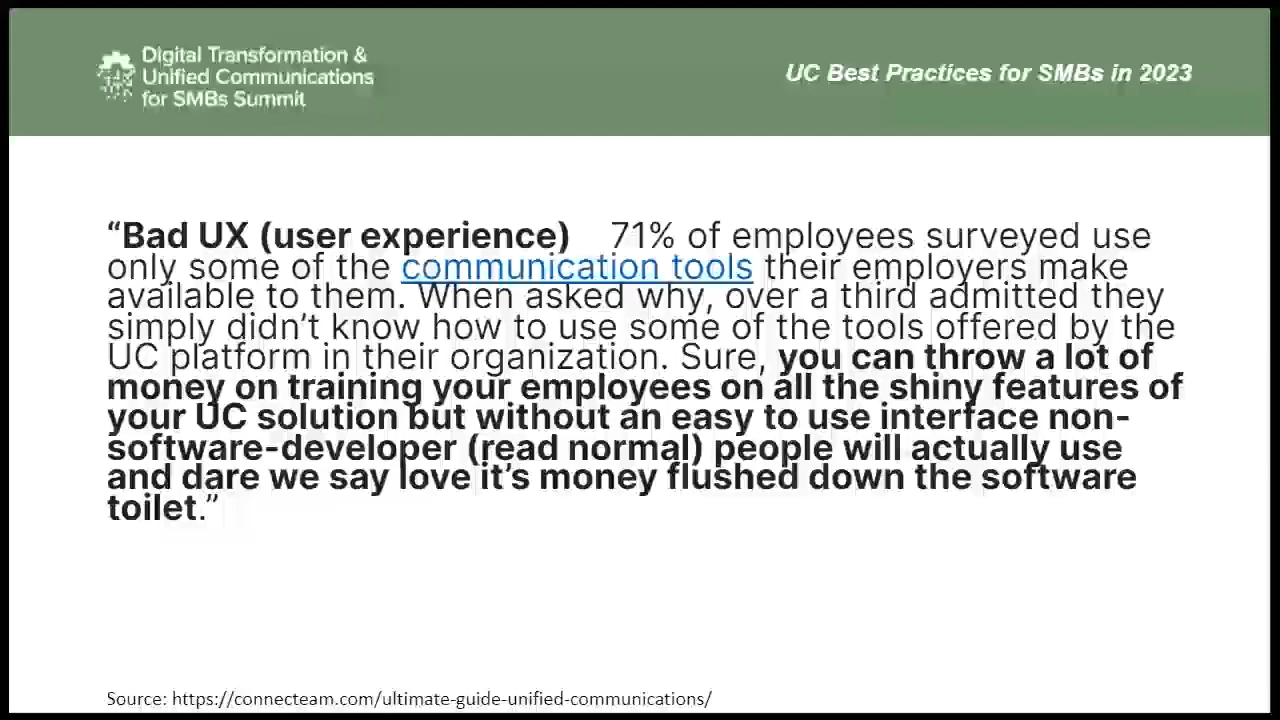 Digital Transformation &
Unified Communications
for SMBs Summit
UC Best Practices for SMBs in 2023
“Bad UX (user experience) 71% of employees surveyed use
only some of the communication tools their employers make
available to them. When asked why, over a third admitted they
simply didn’t know how to use some of the tools offered by the
UC platform in their organization. Sure, you can throw a lot of
money on training your employees on all the shiny features of
your UC solution but without an easy to use interface non-
software-developer (read normal) people will actually use
and dare we say love it’s money flushed down the software
toilet.”
Source: https://connecteam.com/ultimate-guide-unified-communications/